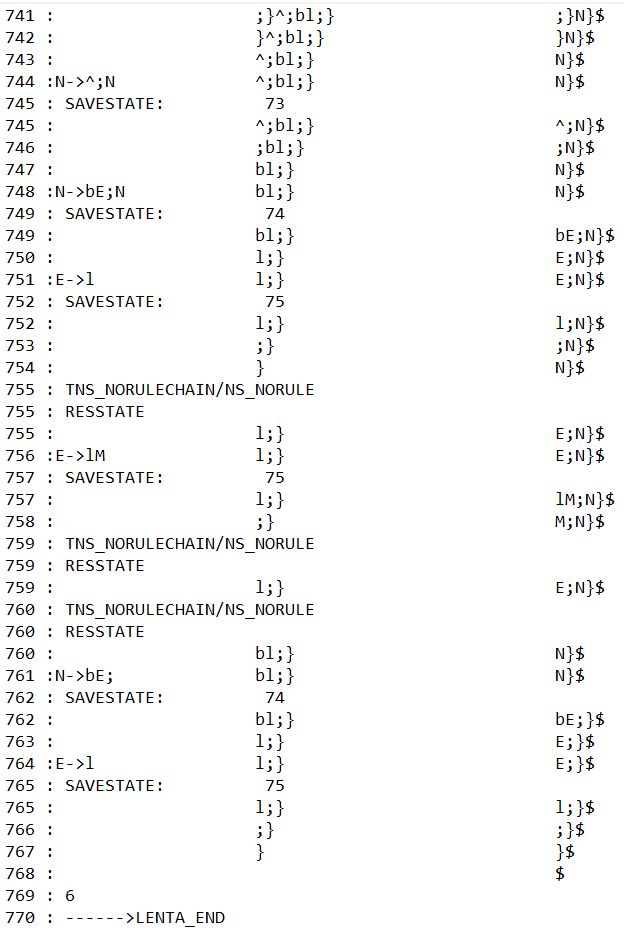 741 :                    ;}^;bl;}                      ;}N}$
742 :                    }^;bl;}                       }N}$
743 :                    ^;bl;}                        N}$
744 :N->^;N              ^;bl;}                        N}$
745 : SAVESTATE:          73
745 :                    ^;bl;}                        ^;N}$
746 :                    ;bl;}                         ;N}$
747 :                    bl;}                          N}$
748 :N->bE;N             bl;}                          N}$
749 : SAVESTATE:          74
749 :                    bl;}                          bE;N}$
750 :                    l;}                           E;N}$
751 :E->l                l;}                           E;N}$
752 : SAVESTATE:          75
752 :                    l;}                           l;N}$
753 :                    ;}                            ;N}$
754 :                    }                             N}$
755 : TNS_NORULECHAIN/NS_NORULE
755 : RESSTATE
755 :                    l;}                           E;N}$
756 :E->lM               l;}                           E;N}$
757 : SAVESTATE:          75
757 :                    l;}                           lM;N}$
758 :                    ;}                            M;N}$
759 : TNS_NORULECHAIN/NS_NORULE
759 : RESSTATE
759 :                    l;}                           E;N}$
760 : TNS_NORULECHAIN/NS_NORULE
760 : RESSTATE
760 :                    bl;}                          N}$
761 :N->bE;              bl;}                          N}$
762 : SAVESTATE:          74
762 :                    bl;}                          bE;}$
763 :                    l;}                           E;}$
764 :E->l                l;}                           E;}$
765 : SAVESTATE:          75
765 :                    l;}                           l;}$
766 :                    ;}                            ;}$
767 :                    }                             }$
768 :                                                  $
769 : 6
770 : ------>LENTA_END